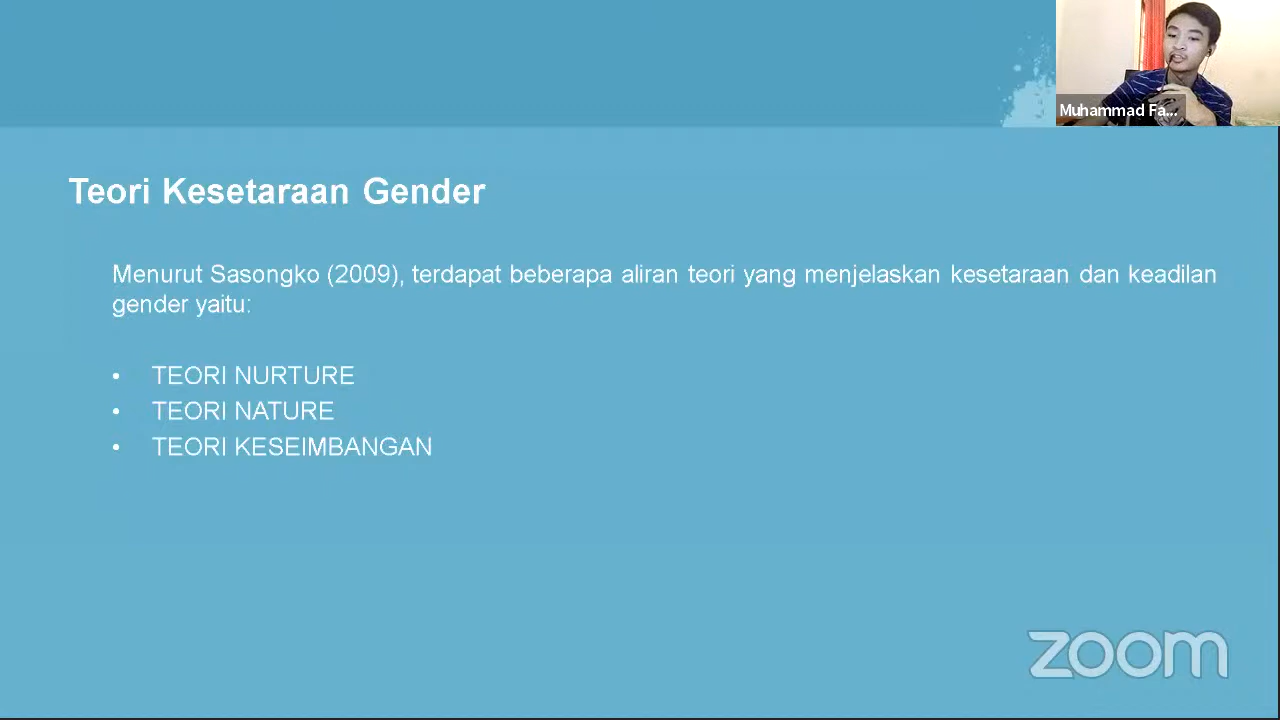 Muhammad Fa...
Teori Kesetaraan Gender
Menurut Sasongko (2009), terdapat beberapa aliran teori yang menjelaskan kesetaraan dan keadilan
gender yaitu:
• TEORI NURTURE
• TEORI NATURE
• TEORI KESEIMBANGAN
zoom